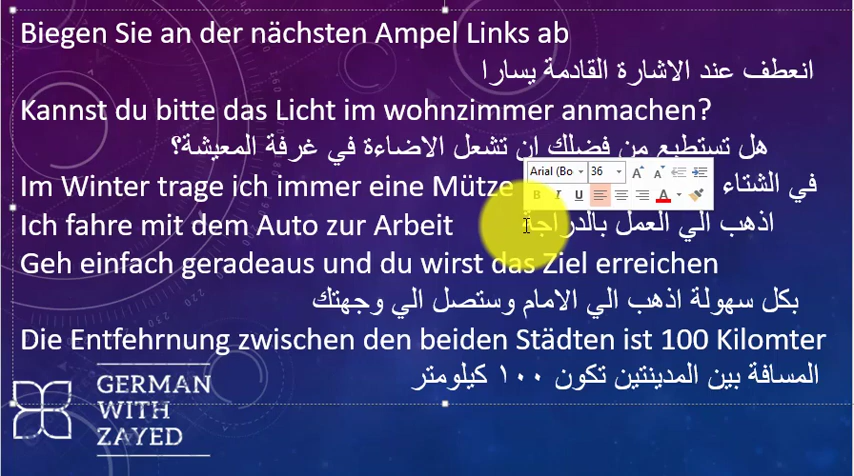 Biegen Sie an der nächsten Ampel Links ab
انعطف عند الاشارة القادمة يسارا
Kannst du bitte das Licht im wohnzimmer anmachen?
هل تستطيع من فضلك ان تشعل الاضاءة في غرفة المعيشة؟
Im Winter trage ich immer eine Mütze
في الشتاء
Arial (Bo 36 A A
B I U A
Ich fahre mit dem Auto zur Arbeit
اذهب الي العمل بالدراجة
Geh einfach geradeaus und du wirst das Ziel erreichen
بكل سهولة اذهب الي الامام وستصل الي وجهتك
Die Entfehrnung zwischen den beiden Städten ist 100 Kilomter
المسافة بين المدينتين تكون ١٠٠ كيلومتر
GERMAN
WITH
ZAYED